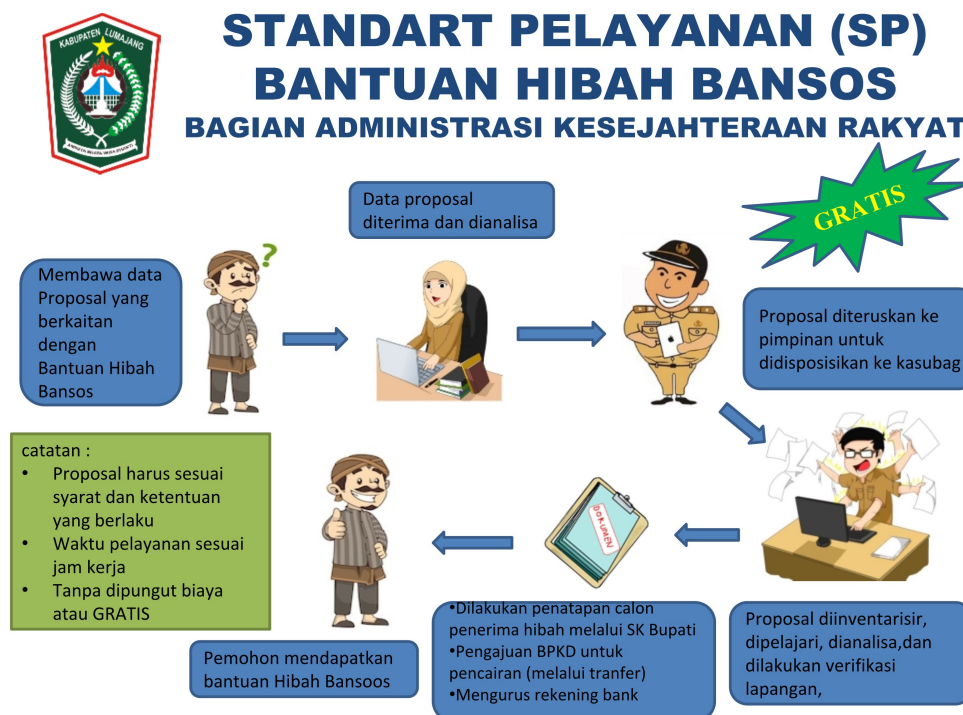 KABUPATEN LUMAJANG
STANDART PELAYANAN (SP)
BANTUAN HIBAH BANSOS
BAGIAN ADMINISTRASI KESEJAHTERAAN RAKYAT
GRATIS
Data proposal
diterima dan dianalisa
?
Membawa data
Proposal yang
berkaitan
dengan
Bantuan Hibah
Bansos
Proposal diteruskan ke
pimpinan untuk
didisposisikan ke kasubag
catatan :
• Proposal harus sesuai
syarat dan ketentuan
yang berlaku
• Waktu pelayanan sesuai
jam kerja
• Tanpa dipungut biaya
atau GRATIS
DOKUMEN
Pemohon mendapatkan
bantuan Hibah Bansoos
•Dilakukan penatapan calon
penerima hibah melalui SK Bupati
•Pengajuan BPKD untuk
pencairan (melalui tranfer)
•Mengurus rekening bank
Proposal diinventarisir,
dipelajari, dianalisa,dan
dilakukan verifikasi
lapangan,